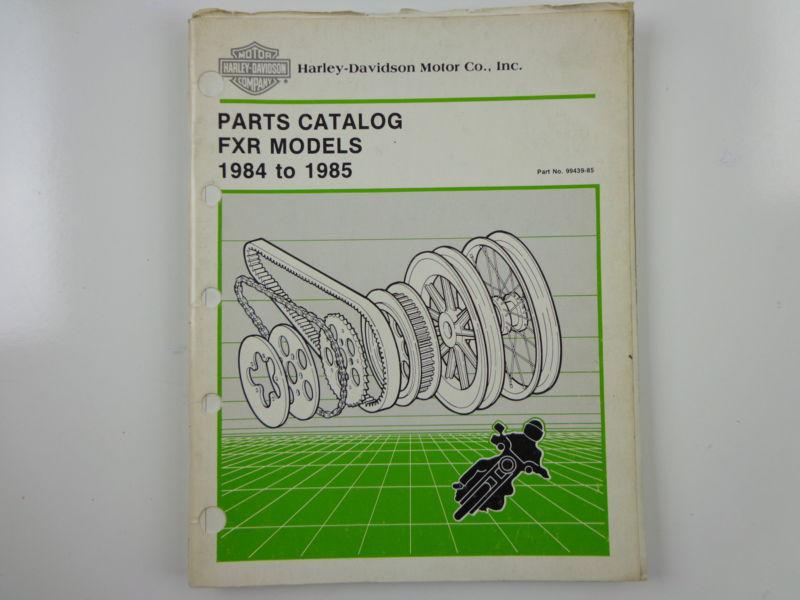 MOTOR
HARLEY-DAVIDSON
COMPANY
®
Harley-Davidson Motor Co., Inc.
PARTS CATALOG
FXR MODELS
1984 to 1985
Part No. 99439-85